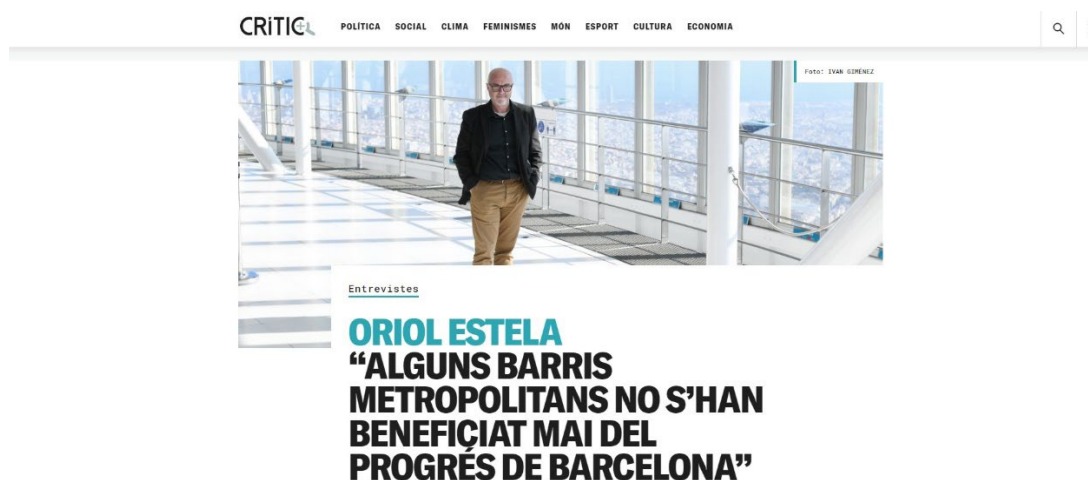 CRÍTIC
POLÍTICA SOCIAL CLIMA FEMINISMES MÓN ESPORT CULTURA ECONOMIA
Foto: IVAN GIMÉNEZ
Entrevistes
ORIOL ESTELA
“ALGUNS BARRIS
METROPOLITANS NO S’HAN
BENEFICIAT MAI DEL
PROGRÉS DE BARCELONA”